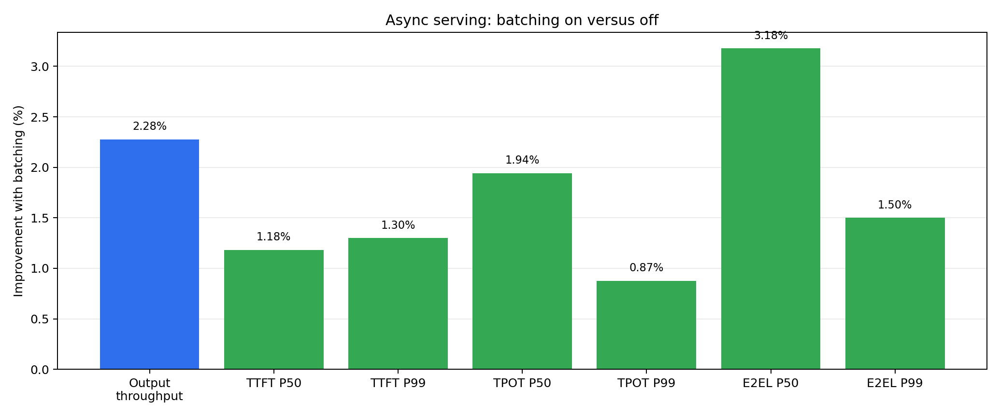 Async serving: batching on versus off
Improvement with batching (%)
3.0
2.5
2.0
1.5
1.0
0.5
0.0
2.28%
1.18%
1.30%
1.94%
0.87%
3.18%
1.50%
Output
throughput
TTFT P50
TTFT P99
TPOT P50
TPOT P99
E2EL P50
E2EL P99